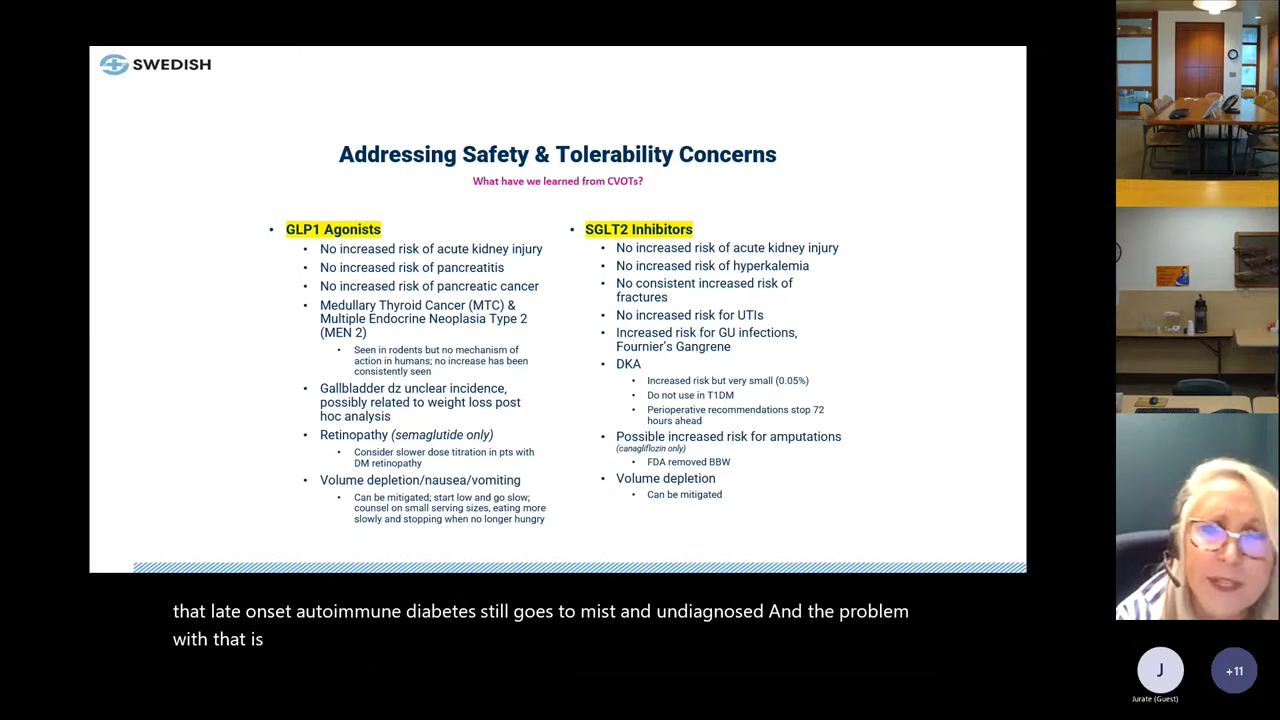 SWEDISH
Addressing Safety & Tolerability Concerns
What have we learned from CVOTs?
• GLP1 Agonists
• No increased risk of acute kidney injury
• No increased risk of pancreatitis
• No increased risk of pancreatic cancer
• Medullary Thyroid Cancer (MTC) &
Multiple Endocrine Neoplasia Type 2
(MEN 2)
• Seen in rodents but no mechanism of
action in humans; no increase has been
consistently seen
• Gallbladder dz unclear incidence,
possibly related to weight loss post
hoc analysis
• Retinopathy (semaglutide only)
• Consider slower dose titration in pts with
DM retinopathy
• Volume depletion/nausea/vomiting
• Can be mitigated; start low and go slow;
counsel on small serving sizes, eating more
slowly and stopping when no longer hungry
• SGLT2 Inhibitors
• No increased risk of acute kidney injury
• No increased risk of hyperkalemia
• No consistent increased risk of
fractures
• No increased risk for UTIs
• Increased risk for GU infections,
Fournier's Gangrene
• DKA
• Increased risk but very small (0.05%)
• Do not use in T1DM
• Perioperative recommendations stop 72
hours ahead
• Possible increased risk for amputations
(canagliflozin only)
• FDA removed BBW
• Volume depletion
• Can be mitigated
that late onset autoimmune diabetes still goes to mist and undiagnosed And the problem
with that is
J
+11
Jurate (Guest)